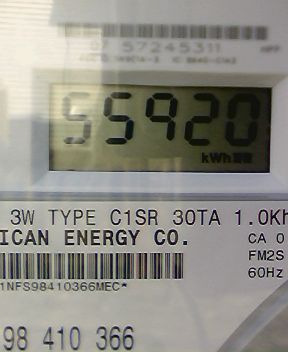 07 57245311
55920
kWh
3W TYPE C1SR 30TA 1.0Kh
ICAN ENERGY CO.
CA 0
FM2S
60Hz
1NFS98410366MEC*
98 410 366